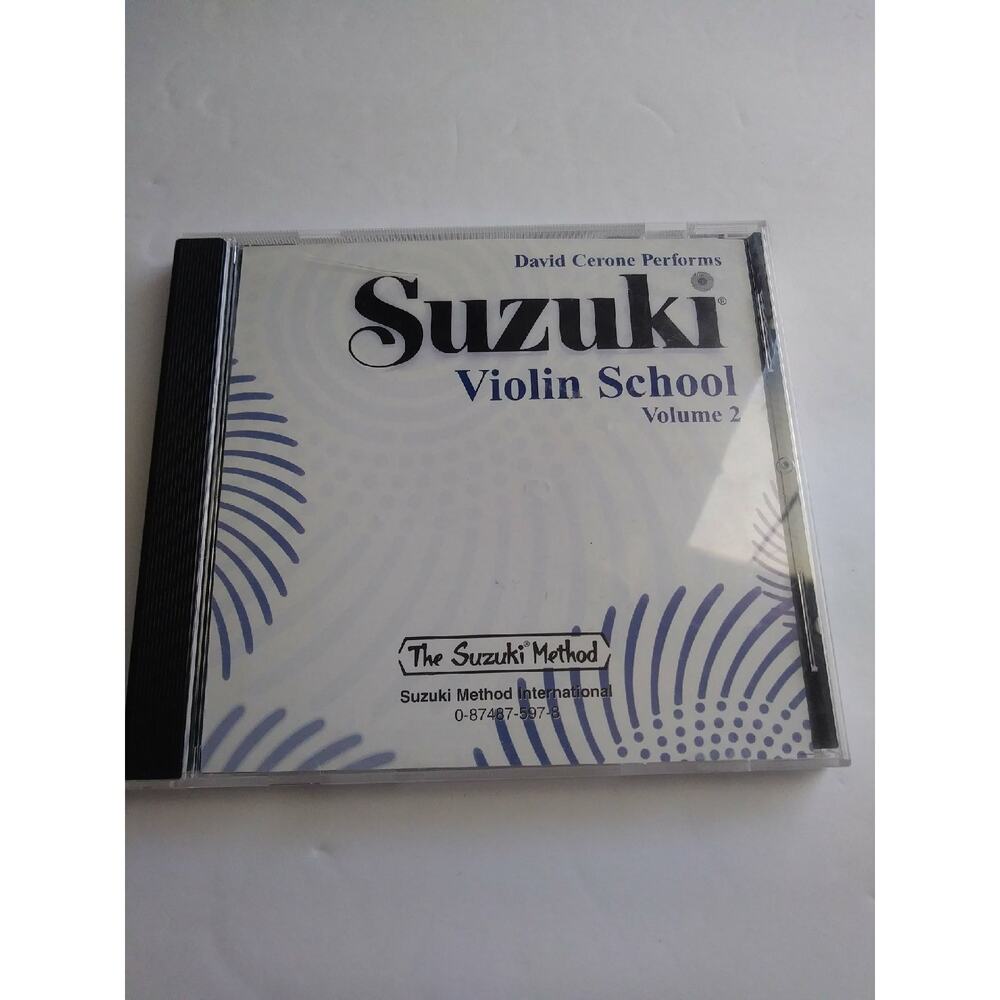 David Cerone Performs
Suzuki®
Violin School
Volume 2
The Suzuki® Method
Suzuki Method International
0-87487-597-8